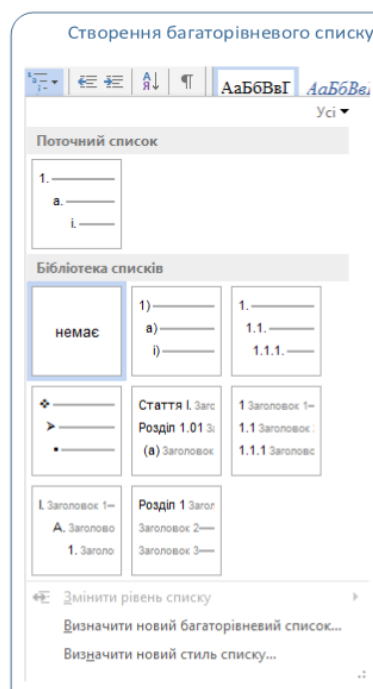 Створення багаторівневого списку
АаБбВвГ АаБбВвІ
Усі
Поточний список
1.
a.
i.
Бібліотека списків
немає
1)
a)
i)
1.
1.1.
1.1.1.
Стаття I. Заго
Розділ 1.01 За
(a) Заголовок
1 Заголовок 1
1.1 Заголовок
1.1.1 Заголовс
I. Заголовок 1
A. Заголово
1. Заголо
Розділ 1 Загол
Заголовок 2
Заголовок 3
Змінити рівень списку
Визначити новий багаторівневий список...
Визначити новий стиль списку...